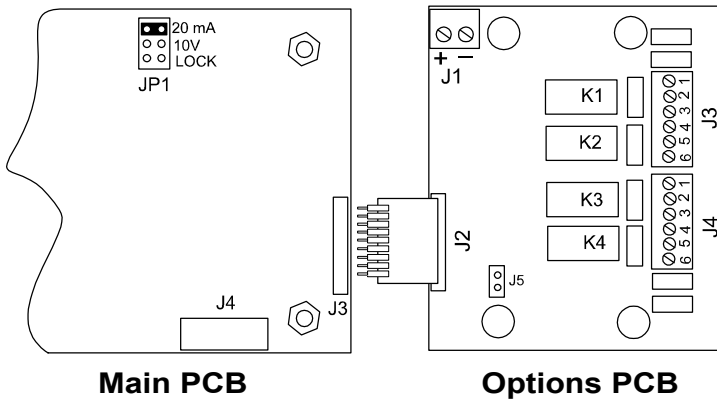 20 mA
10V
LOCK
JP1
J4
J3
Main PCB
+ −
J1
J2
K1
K2
K3
K4
J5
1
2
3
4
5
6
J3
1
2
3
4
5
6
J4
Options PCB